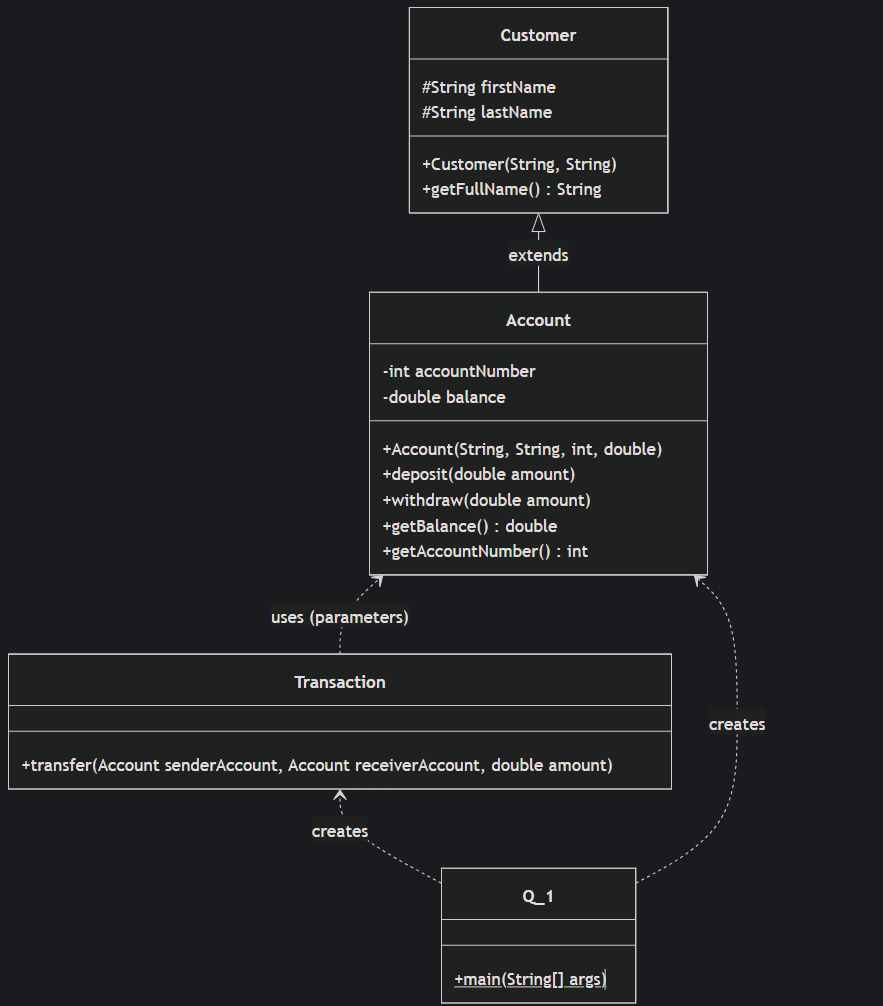 Customer
#String firstName
#String lastName
+Customer(String, String)
+getFullName() : String
extends
Account
-int accountNumber
-double balance
+Account(String, String, int, double)
+deposit(double amount)
+withdraw(double amount)
+getBalance() : double
+getAccountNumber() : int
uses (parameters)
Transaction
+transfer(Account senderAccount, Account receiverAccount, double amount)
creates
creates
Q_1
+main(String[] args)